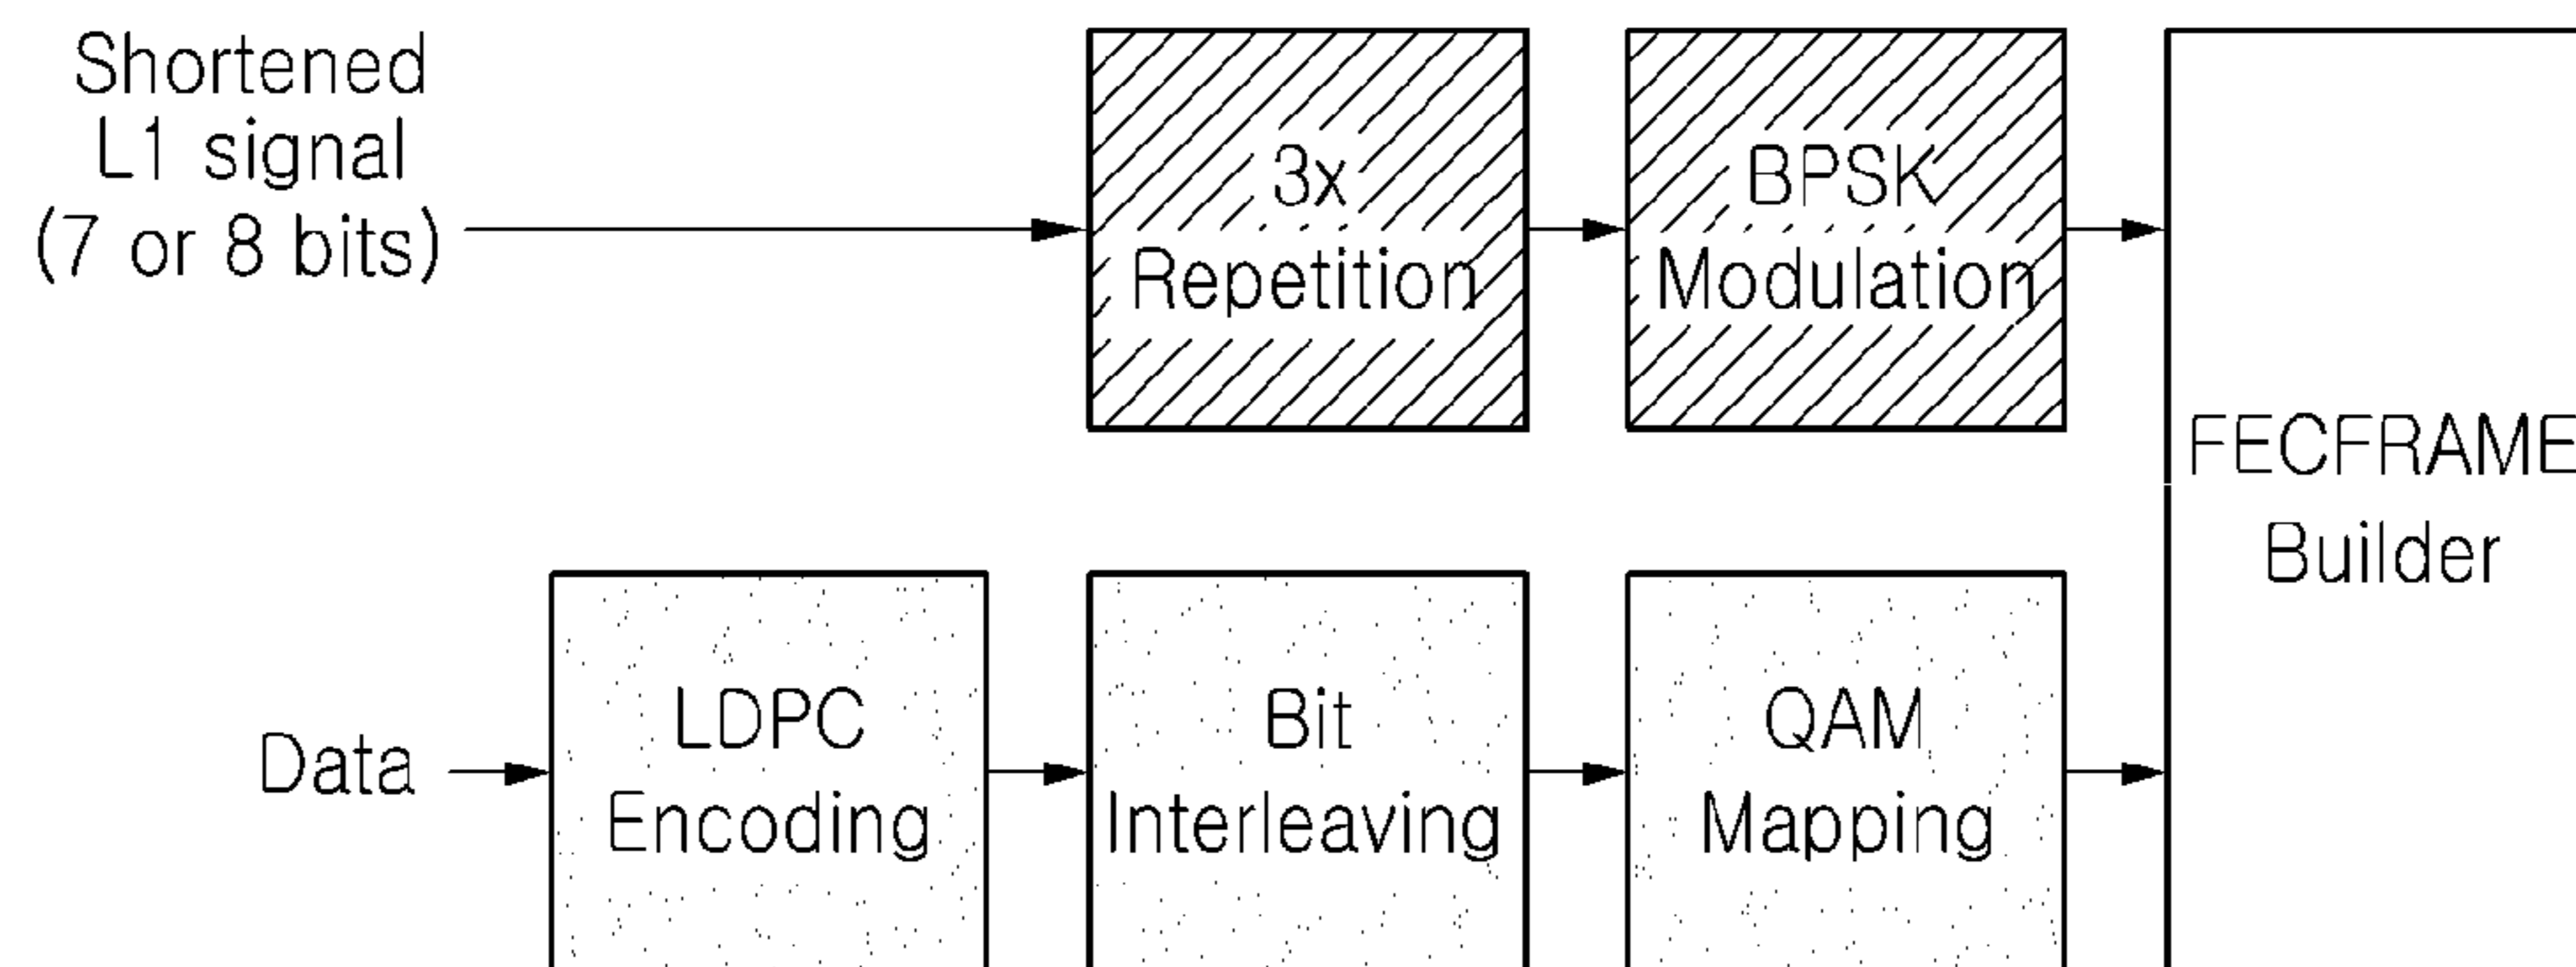 Shortened
L1 signal
(7 or 8 bits)
3x
Repetition
BPSK
Modulation
FECFRAME
Builder
Data
LDPC
Encoding
Bit
Interleaving
QAM
Mapping